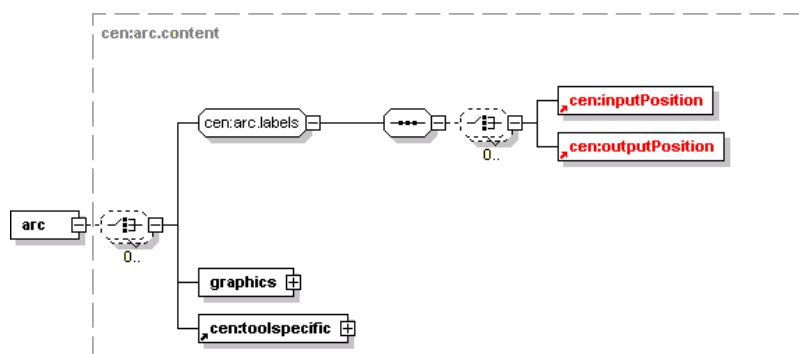 cen:arc.content
cen:inputPosition
cen:arc.labels
0..
cen:outputPosition
arc
0..
graphics
cen:toolspecific